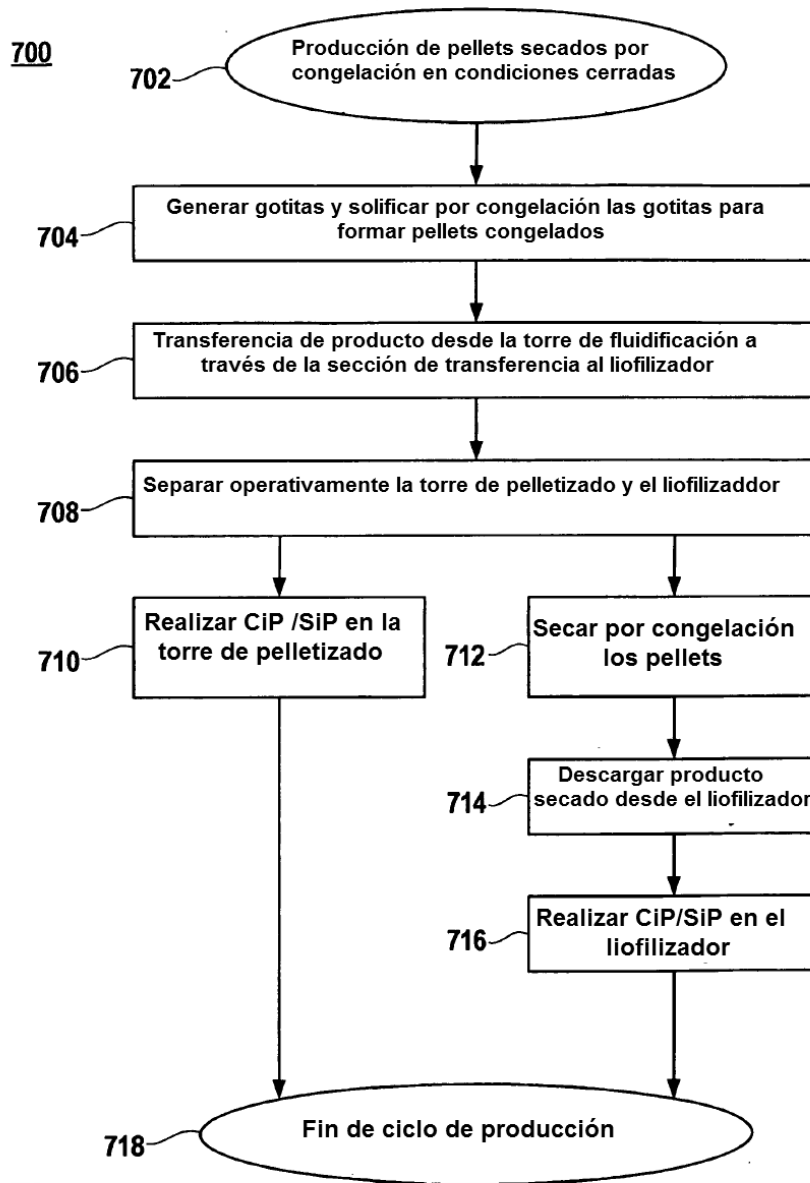 700
Producción de pellets secados por
congelación en condiciones cerradas
702
Generar gotitas y solificar por congelación las gotitas para
formar pellets congelados
704
Transferencia de producto desde la torre de fluidificación a
través de la sección de transferencia al liofilizador
706
Separar operativamente la torre de pelletizado y el liofilizaddor
708
Realizar CiP /SiP en la
torre de pelletizado
710
Secar por congelación
los pellets
712
Descargar producto
secado desde el liofilizador
714
Realizar CiP/SiP en el
liofilizador
716
Fin de ciclo de producción
718